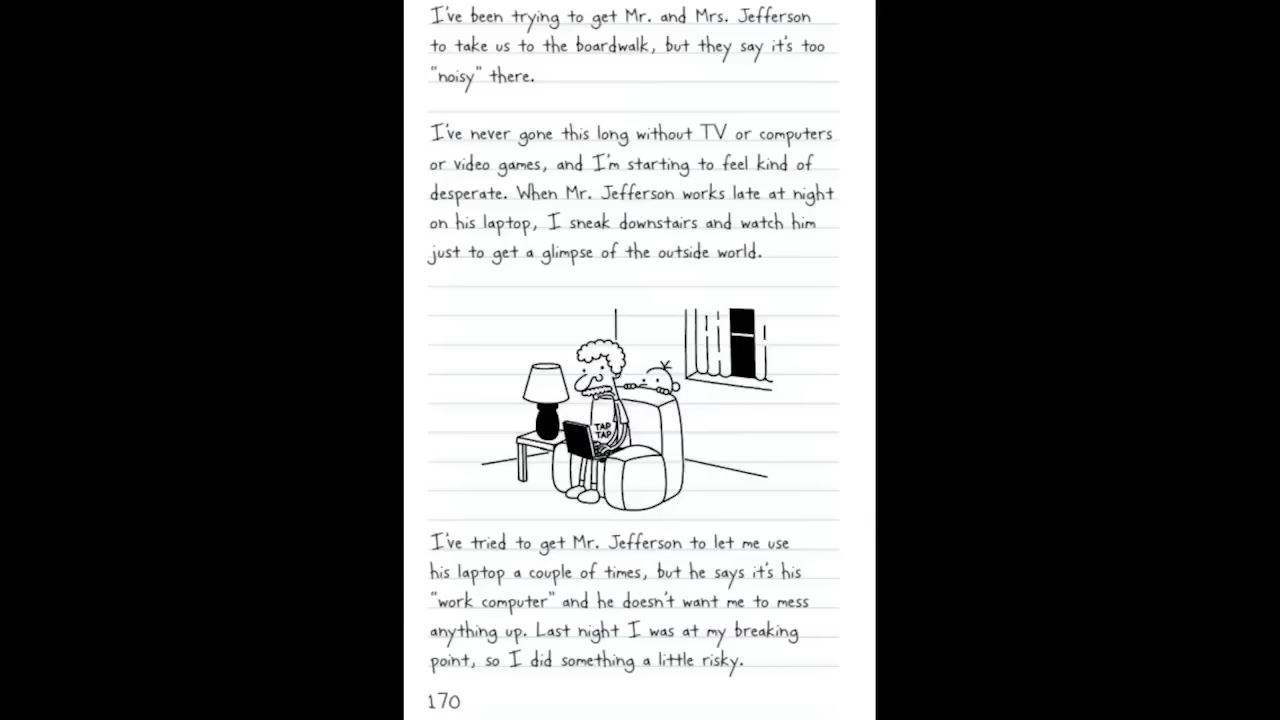 I've been trying to get Mr. and Mrs. Jefferson
to take us to the boardwalk, but they say it's too
"noisy" there.
I've never gone this long without TV or computers
or video games, and I'm starting to feel kind of
desperate. When Mr. Jefferson works late at night
on his laptop, I sneak downstairs and watch him
just to get a glimpse of the outside world.
TAP
TAP
I've tried to get Mr. Jefferson to let me use
his laptop a couple of times, but he says it's his
"work computer" and he doesn't want me to mess
anything up. Last night I was at my breaking
point, so I did something a little risky.
170